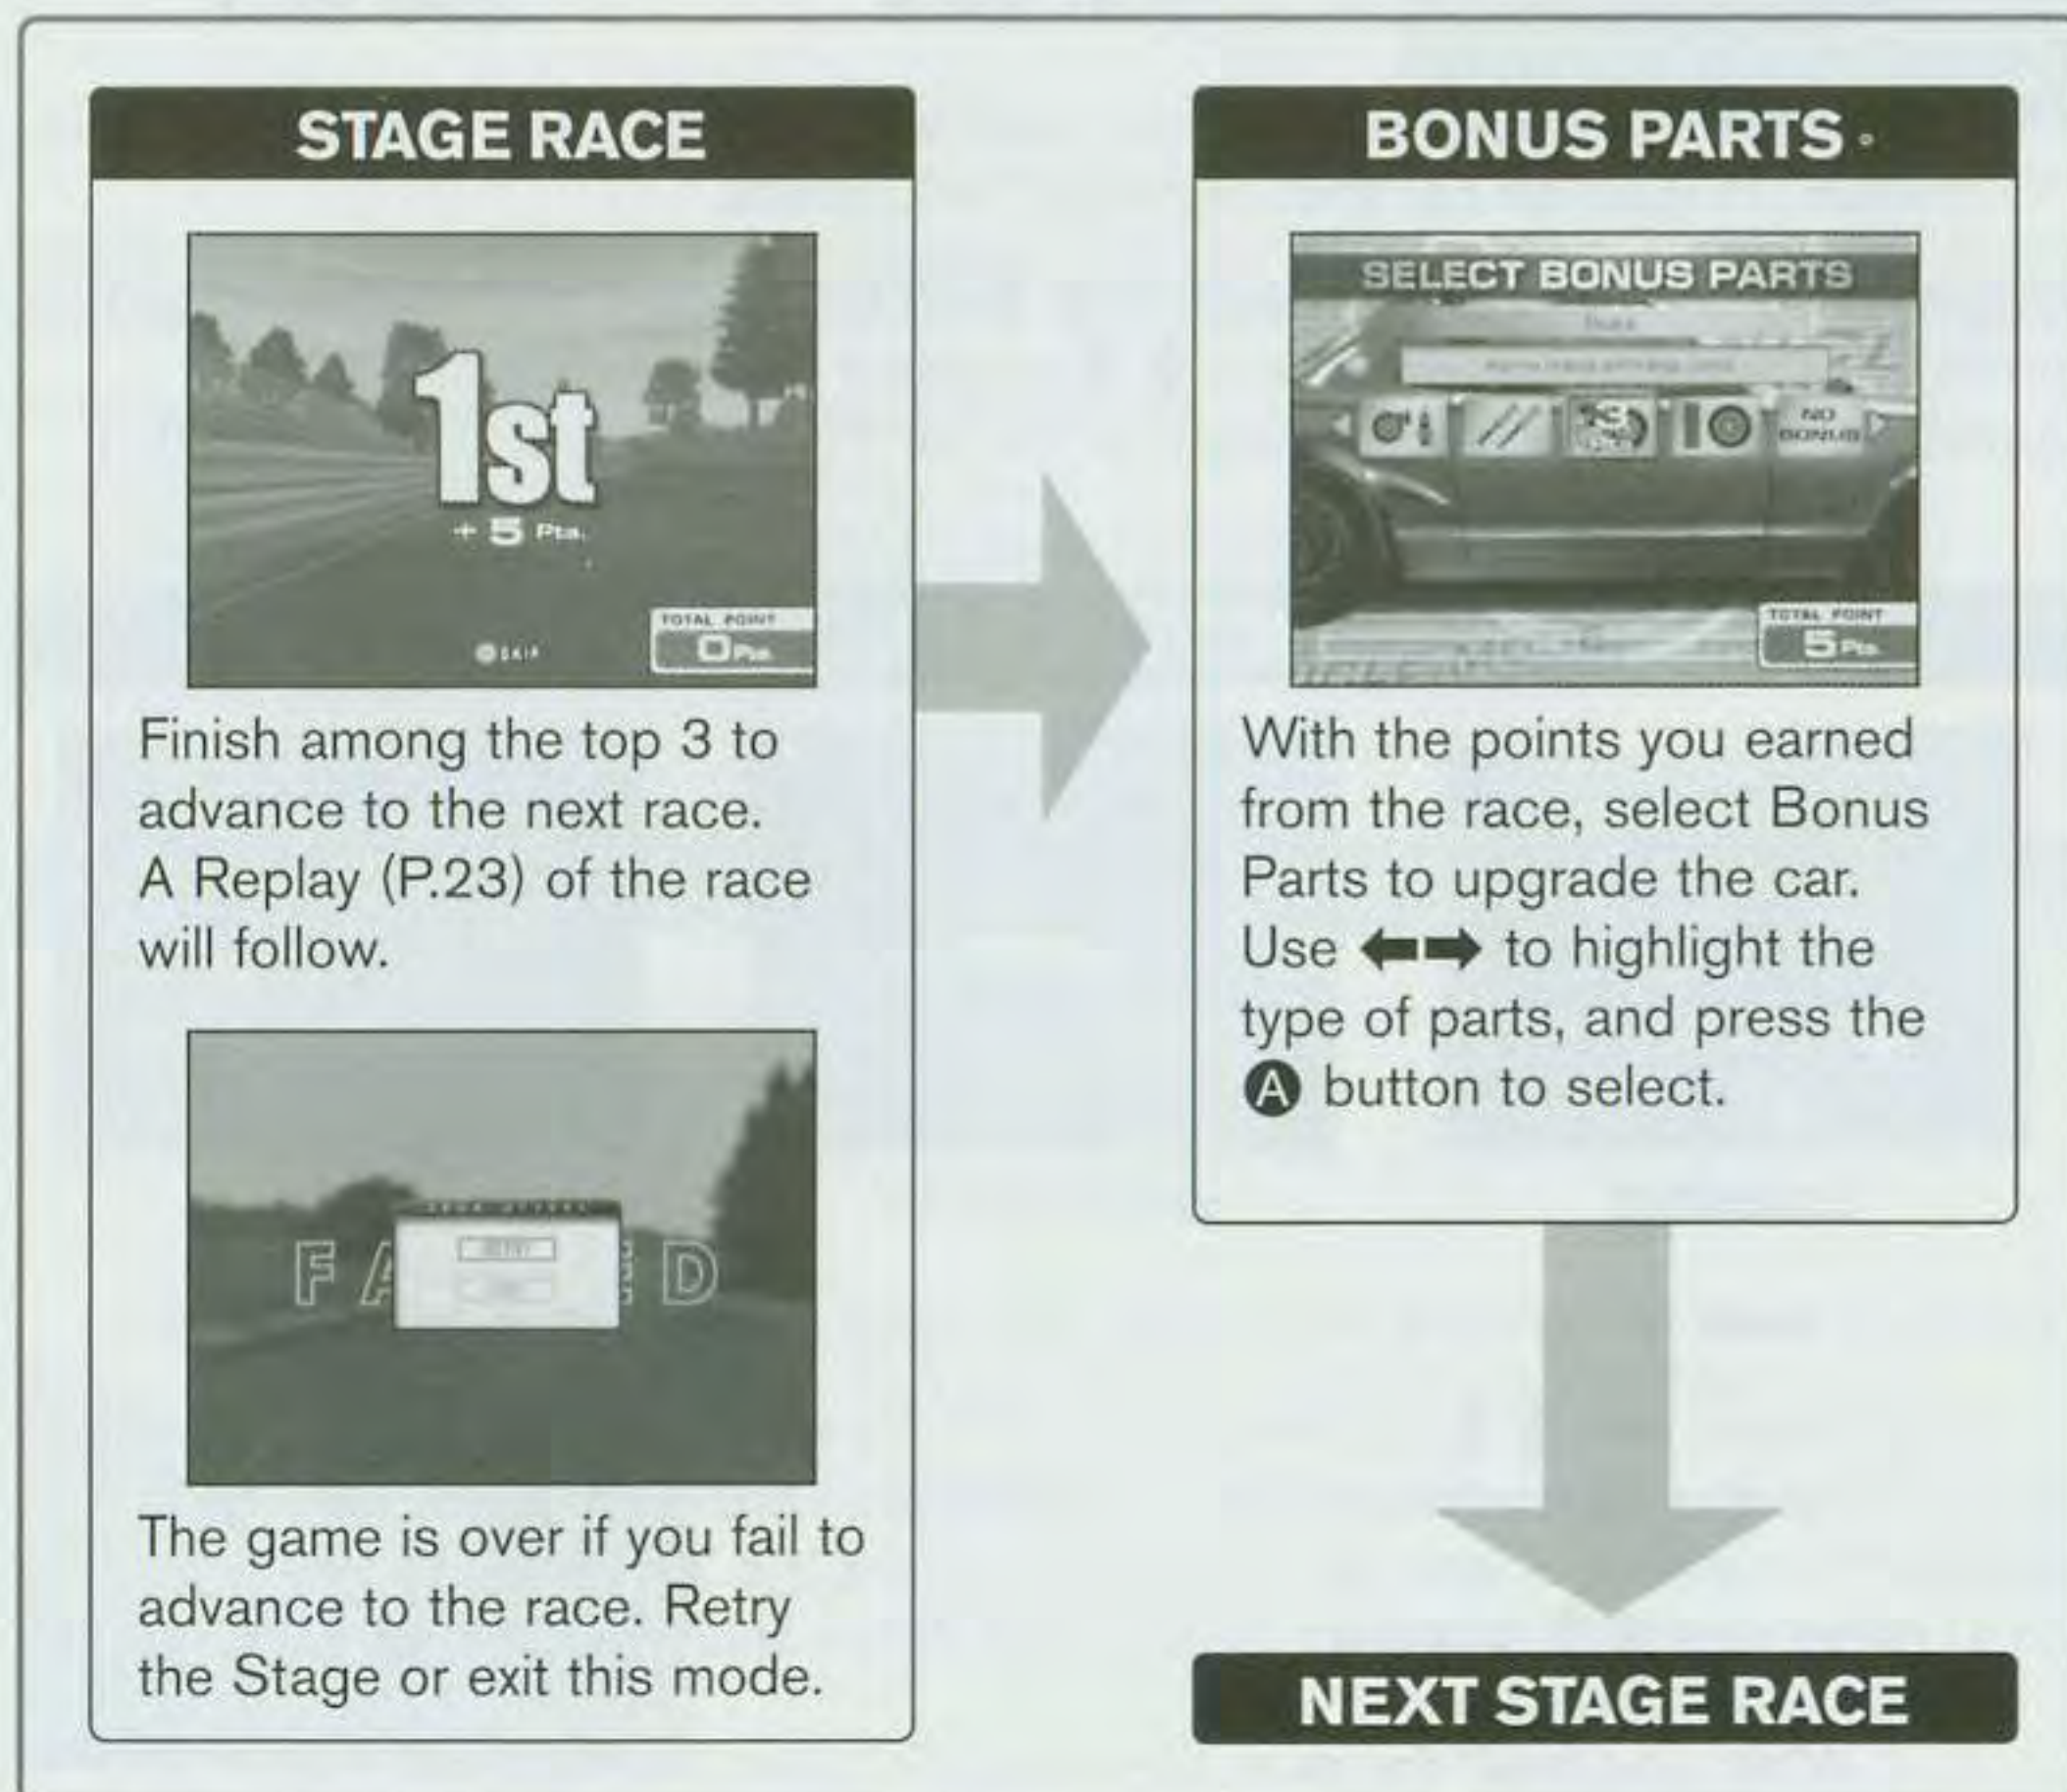 STAGE RACE
1st
+ 5 Pts.
TOTAL POINT
0 Pts.
SKIP
Finish among the top 3 to
advance to the next race.
A Replay (P.23) of the race
will follow.
F A E D
The game is over if you fail to
advance to the race. Retry
the Stage or exit this mode.
BONUS PARTS
SELECT BONUS PARTS
NO
BONUS
TOTAL POINT
5 Pts.
With the points you earned
from the race, select Bonus
Parts to upgrade the car.
Use ⬅➡ to highlight the
type of parts, and press the
Ⓐ button to select.
NEXT STAGE RACE